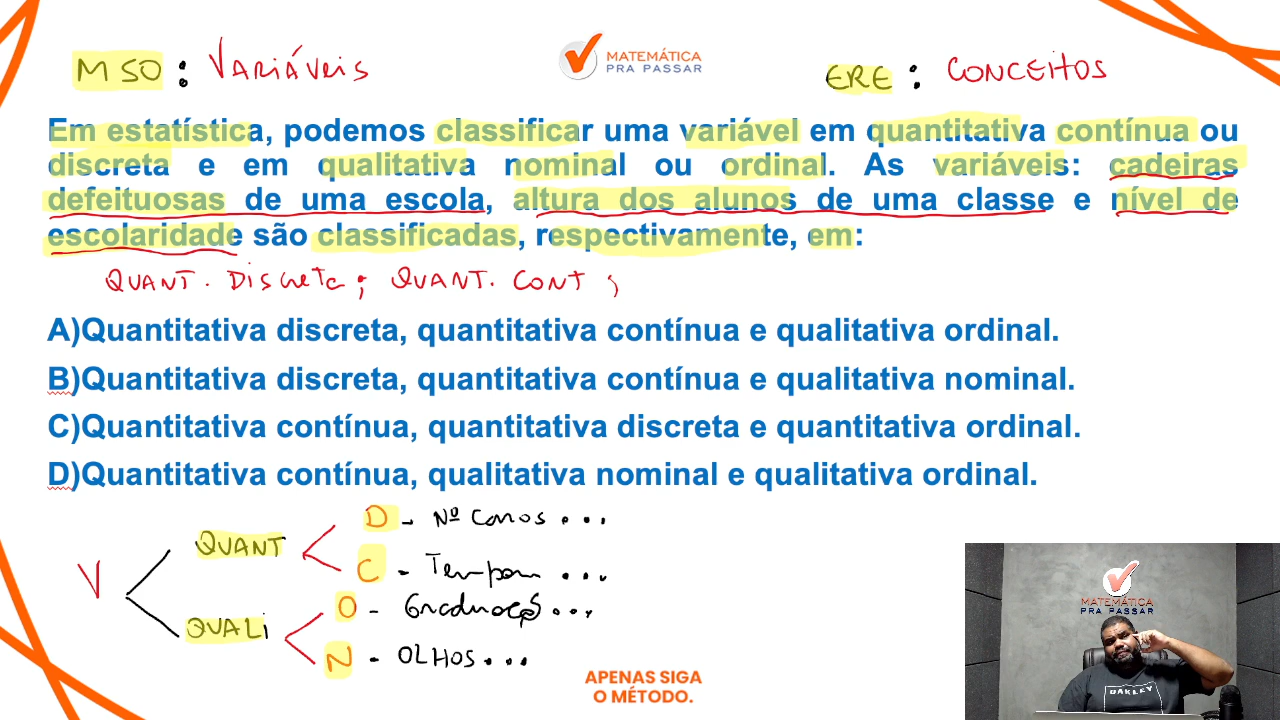 MSO : VARIÁVEIS
MATEMÁTICA
PRA PASSAR
ERE : CONCEITOS
Em estatística, podemos classificar uma variável em quantitativa contínua ou
discreta e em qualitativa nominal ou ordinal. As variáveis: cadeiras
defeituosas de uma escola, altura dos alunos de uma classe e nível de
escolaridade são classificadas, respectivamente, em:
QUANT. DISCRETA ; QUANT. CONT ;
A)Quantitativa discreta, quantitativa contínua e qualitativa ordinal.
B)Quantitativa discreta, quantitativa contínua e qualitativa nominal.
C)Quantitativa contínua, quantitativa discreta e quantitativa ordinal.
D)Quantitativa contínua, qualitativa nominal e qualitativa ordinal.
V
QUANT
D - Nº ...
C - ...
QUALI
O - ...
N - OLHOS...
APENAS SIGA
O MÉTODO.
MATEMÁTICA
PRA PASSAR
OAKLEY